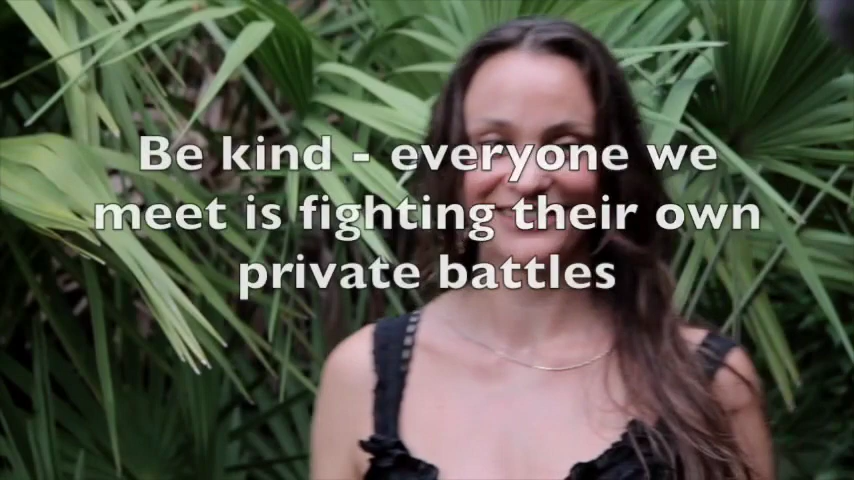 Be kind - everyone we
meet is fighting their own
private battles